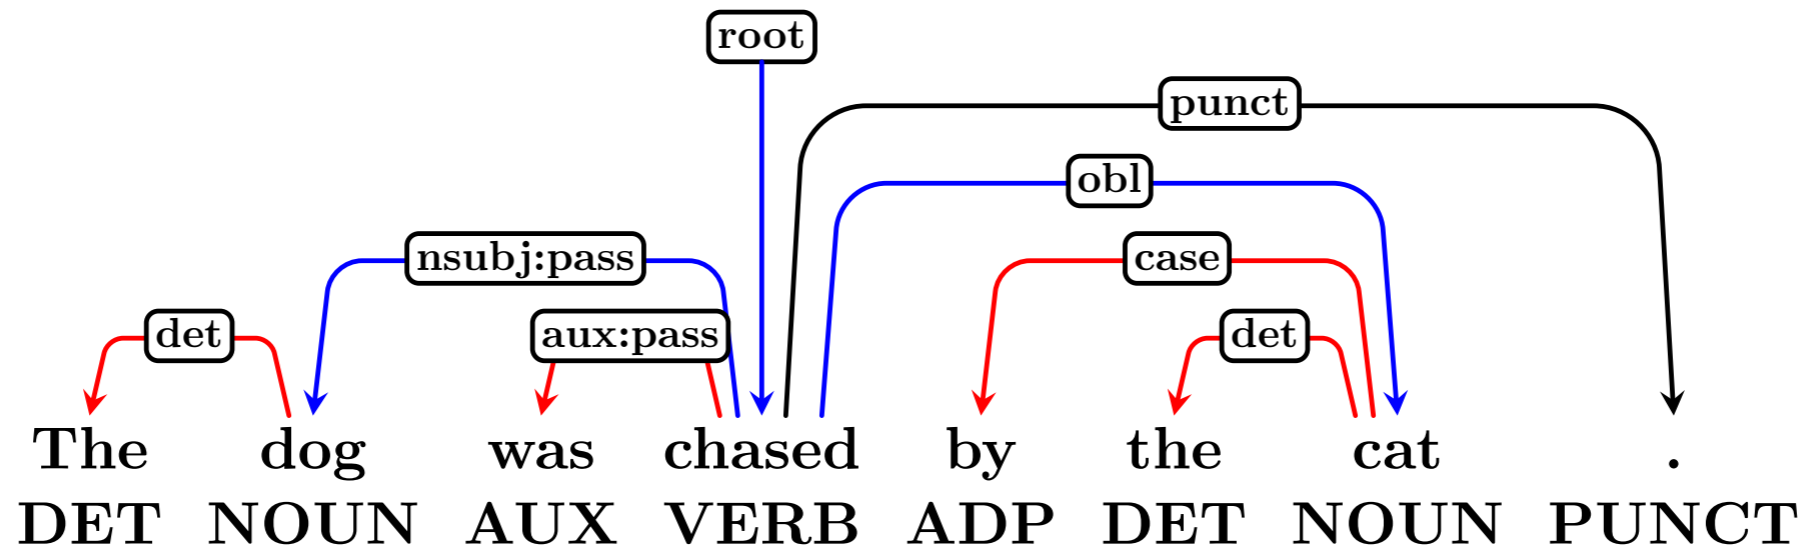 root
punct
obl
nsubj:pass case
det aux:pass det
The dog was chased by the cat .
DET NOUN AUX VERB ADP DET NOUN PUNCT